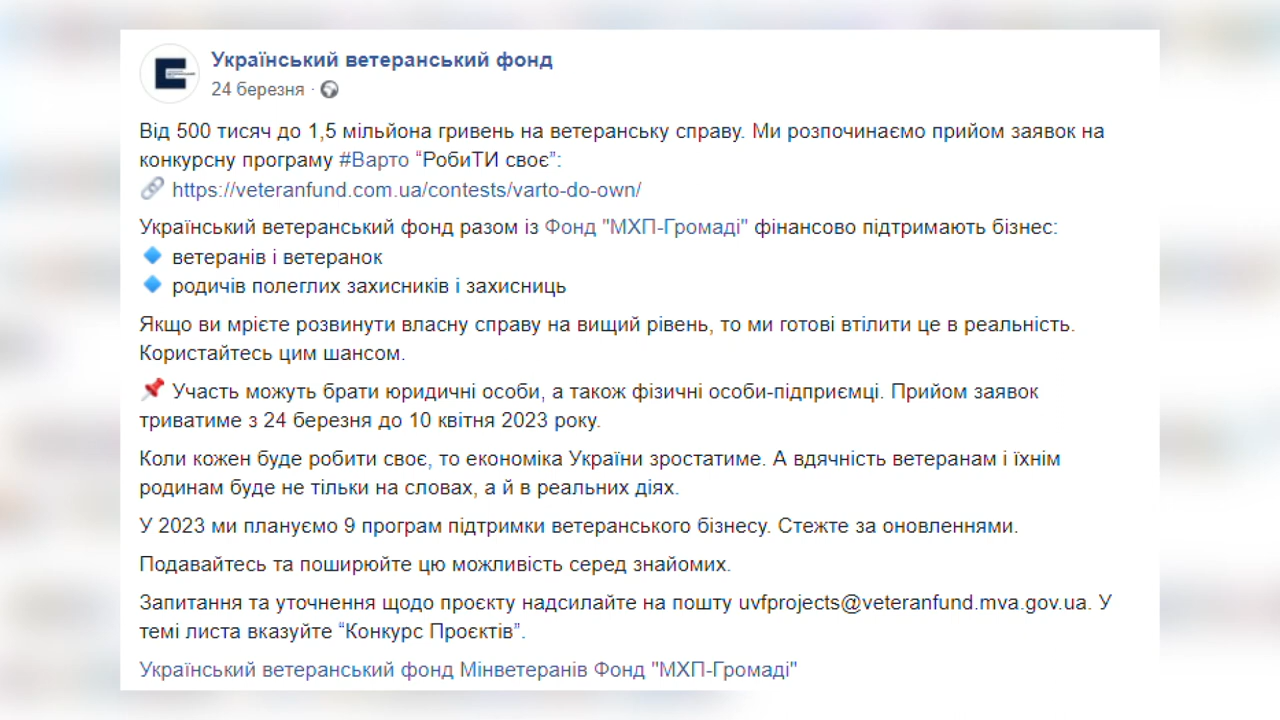 Український ветеранський фонд
24 березня ·
Від 500 тисяч до 1,5 мільйона гривень на ветеранську справу. Ми розпочинаємо прийом заявок на
конкурсну програму #Варто “РобиТИ своє”:
https://veteranfund.com.ua/contests/varto-do-own/
Український ветеранський фонд разом із Фонд "МХП-Громаді" фінансово підтримають бізнес:
ветеранів і ветеранок
родичів полеглих захисників і захисниць
Якщо ви мрієте розвинути власну справу на вищий рівень, то ми готові втілити це в реальність.
Користайтесь цим шансом.
Участь можуть брати юридичні особи, а також фізичні особи-підприємці. Прийом заявок
триватиме з 24 березня до 10 квітня 2023 року.
Коли кожен буде робити своє, то економіка України зростатиме. А вдячність ветеранам і їхнім
родинам буде не тільки на словах, а й в реальних діях.
У 2023 ми плануємо 9 програм підтримки ветеранського бізнесу. Стежте за оновленнями.
Подавайтесь та поширюйте цю можливість серед знайомих.
Запитання та уточнення щодо проєкту надсилайте на пошту uvfprojects@veteranfund.mva.gov.ua. У
темі листа вказуйте “Конкурс Проєктів”.
Український ветеранський фонд Мінветеранів Фонд "МХП-Громаді"